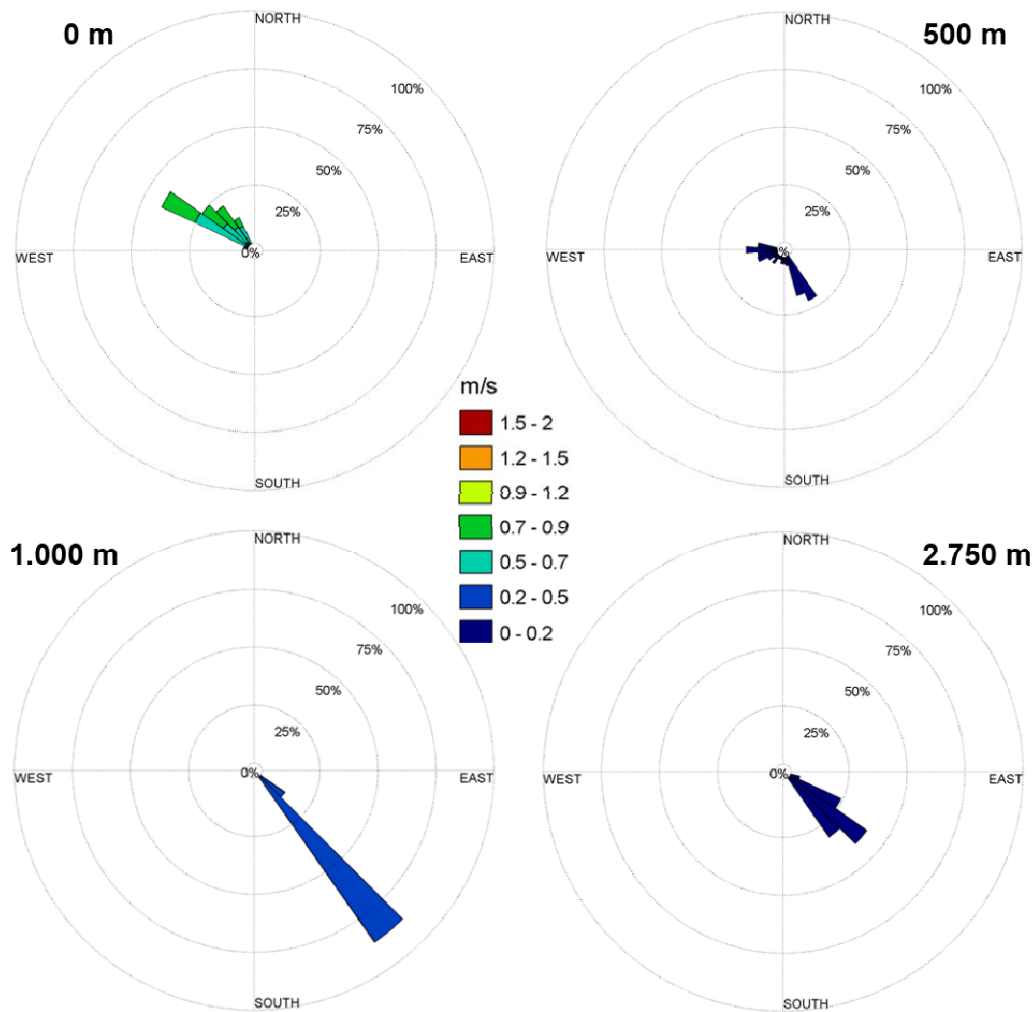 0 m
NORTH
100%
75%
50%
25%
0%
WEST
EAST
SOUTH
500 m
NORTH
100%
75%
50%
25%
%
WEST
EAST
SOUTH
m/s
1.5 - 2
1.2 - 1.5
0.9 - 1.2
0.7 - 0.9
0.5 - 0.7
0.2 - 0.5
0 - 0.2
1.000 m
NORTH
100%
75%
50%
25%
0%
WEST
EAST
SOUTH
2.750 m
NORTH
100%
75%
50%
25%
0%
WEST
EAST
SOUTH